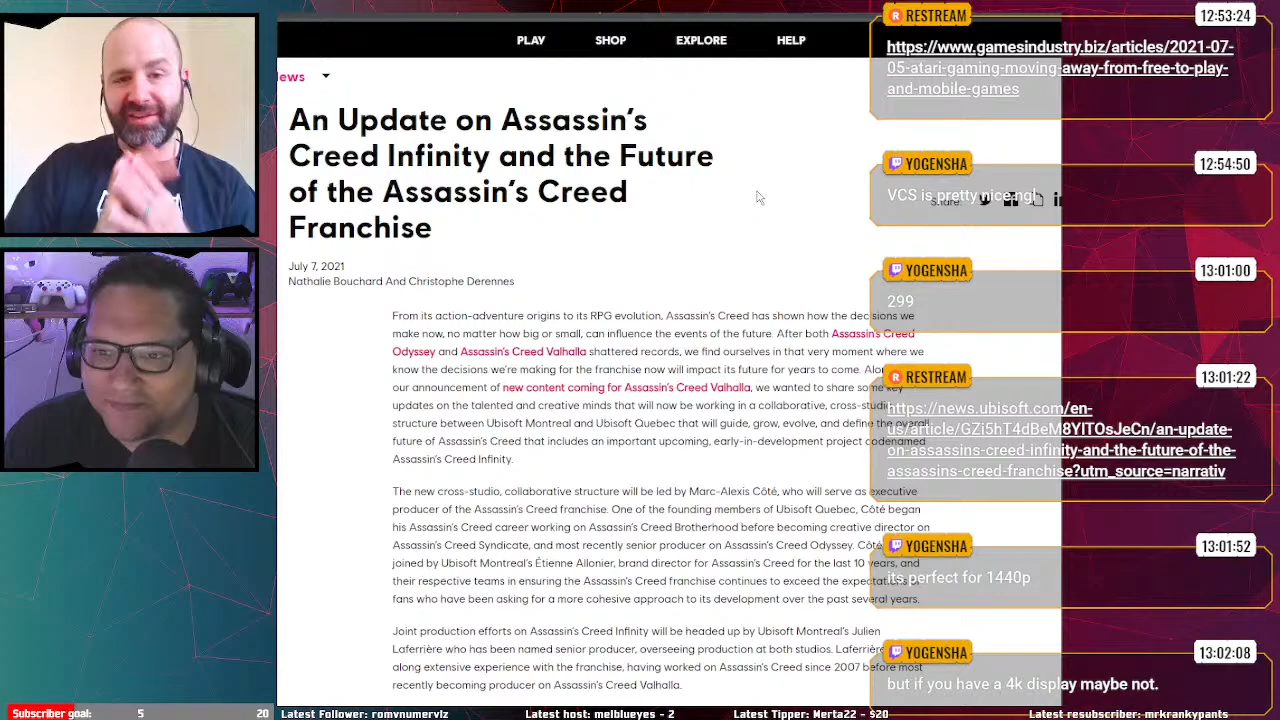 PLAY SHOP EXPLORE HELP
ews
An Update on Assassin's
Creed Infinity and the Future
of the Assassin's Creed
Franchise
July 7, 2021
Nathalie Bouchard And Christophe Derennes
Share:
From its action-adventure origins to its RPG evolution, Assassin's Creed has shown how the decisions we
make now, no matter how big or small, can influence the events of the future. After both Assassin's Creed
Odyssey and Assassin's Creed Valhalla shattered records, we find ourselves in that very moment where we
know the decisions we're making for the franchise now will impact its future for years to come. Alo
our announcement of new content coming for Assassin's Creed Valhalla, we wanted to share some key
updates on the talented and creative minds that will now be working in a collaborative, cross-studio
structure between Ubisoft Montreal and Ubisoft Quebec that will guide, grow, evolve, and define the overall
future of Assassin's Creed that includes an important upcoming, early-in-development project codenamed
Assassin's Creed Infinity.
The new cross-studio, collaborative structure will be led by Marc-Alexis Côté, who will serve as executive
producer of the Assassin's Creed franchise. One of the founding members of Ubisoft Quebec, Côté began
his Assassin's Creed career working on Assassin's Creed Brotherhood before becoming creative director on
Assassin's Creed Syndicate, and most recently senior producer on Assassin's Creed Odyssey. Côté
joined by Ubisoft Montreal's Étienne Allonier, brand director for Assassin's Creed for the last 10 years, and
their respective teams in ensuring the Assassin's Creed franchise continues to exceed the expectations of
fans who have been asking for a more cohesive approach to its development over the past several years.
Joint production efforts on Assassin's Creed Infinity will be headed up by Ubisoft Montreal's Julien
Laferrière who has been named senior producer, overseeing production at both studios. Laferrière
along extensive experience with the franchise, having worked on Assassin's Creed since 2007 before most
recently becoming producer on Assassin's Creed Valhalla.
RESTREAM 12:53:24
https://www.gamesindustry.biz/articles/2021-07-
05-atari-gaming-moving-away-from-free-to-play-
and-mobile-games
YOGENSHA 12:54:50
VCS is pretty nice ngl
YOGENSHA 13:01:00
299
RESTREAM 13:01:22
https://news.ubisoft.com/en-
us/article/GZi5hT4dBeM8YlTOsJeCn/an-update-
on-assassins-creed-infinity-and-the-future-of-the-
assassins-creed-franchise?utm_source=narrativ
YOGENSHA 13:01:52
its perfect for 1440p
YOGENSHA 13:02:08
but if you have a 4k display maybe not.
Subscriber goal: 5 20 Latest Follower: romynumerviz Latest host: melblueyes - 2 Latest Tipper: Merta22 - $20 Latest resubscriber: mrkrankypants